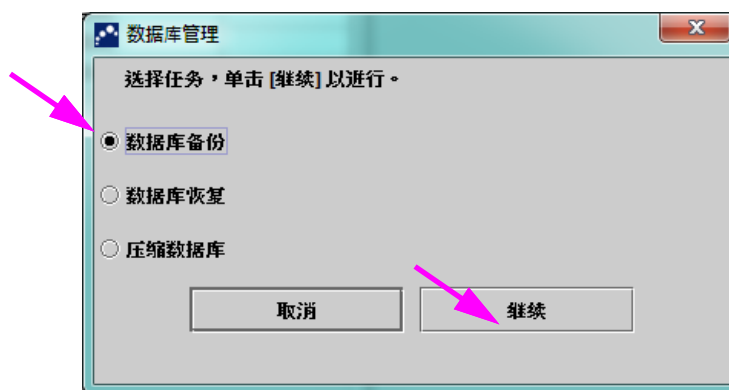 数据库管理
选择任务，单击 [继续] 以进行。
数据库备份
数据库恢复
压缩数据库
取消
继续